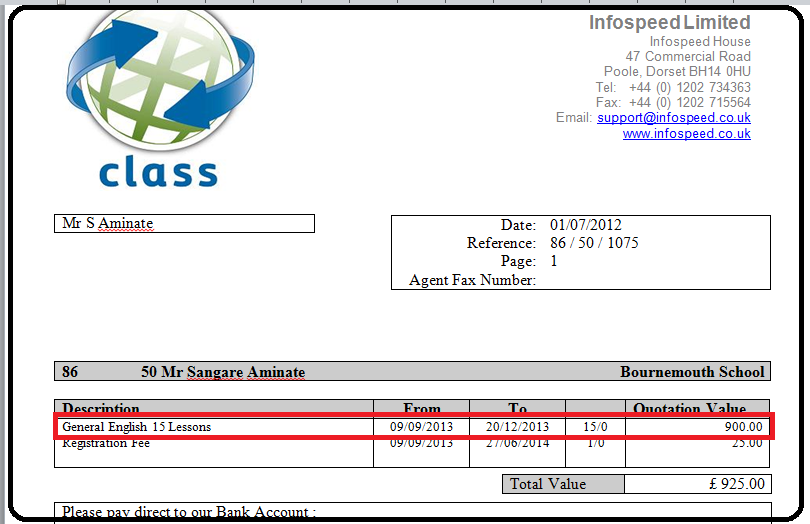 class
Infospeed Limited
Infospeed House
47 Commercial Road
Poole, Dorset BH14 0HU
Tel: +44 (0) 1202 734363
Fax: +44 (0) 1202 715564
Email: support@infospeed.co.uk
www.infospeed.co.uk
Mr S Aminate
Date: 01/07/2012
Reference: 86 / 50 / 1075
Page: 1
Agent Fax Number:
86 50 Mr Sangare Aminate Bournemouth School
Description From To Quotation Value
General English 15 Lessons 09/09/2013 20/12/2013 15/0 900.00
Registration Fee 09/09/2013 27/06/2014 1/0 25.00
Total Value £ 925.00
Please pay direct to our Bank Account :